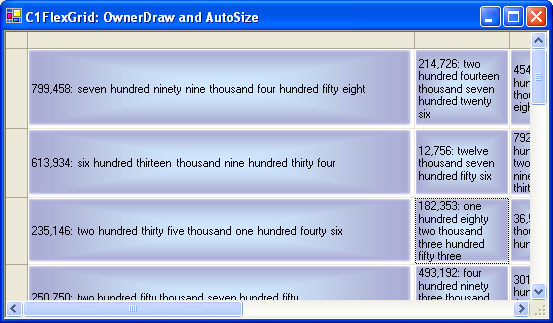 C1FlexGrid: OwnerDraw and AutoSize
799,458: seven hundred ninety nine thousand four hundred fifty eight
214,726: two
hundred fourteen
thousand seven
hundred twenty
six
454
hun
thou
eigh
613,934: six hundred thirteen thousand nine hundred thirty four
12,756: twelve
thousand seven
hundred fifty six
792
hun
two
nine
thirt
235,146: two hundred thirty five thousand one hundred fourty six
182,353: one
hundred eighty
two thousand
three hundred
fifty three
36,5
thou
hun
250,750: two hundred fifty thousand seven hundred fifty
493,192: four
hundred ninety
three thousand
301
hun
thou